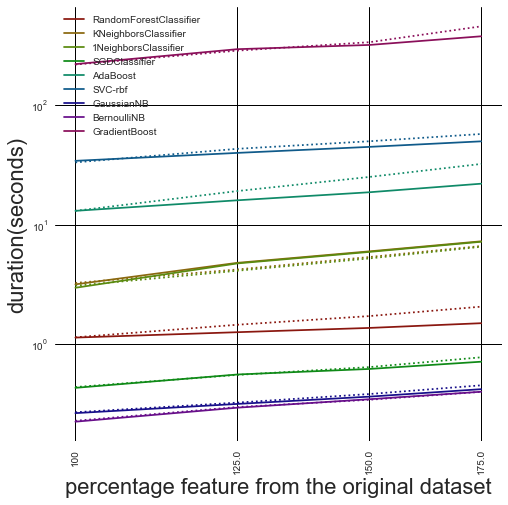 RandomForestClassifier
KNeighborsClassifier
1NeighborsClassifier
SGDClassifier
AdaBoost
SVC-rbf
GaussianNB
BernoulliNB
GradientBoost
10²
10¹
10⁰
duration(seconds)
100 125.0 150.0 175.0
percentage feature from the original dataset